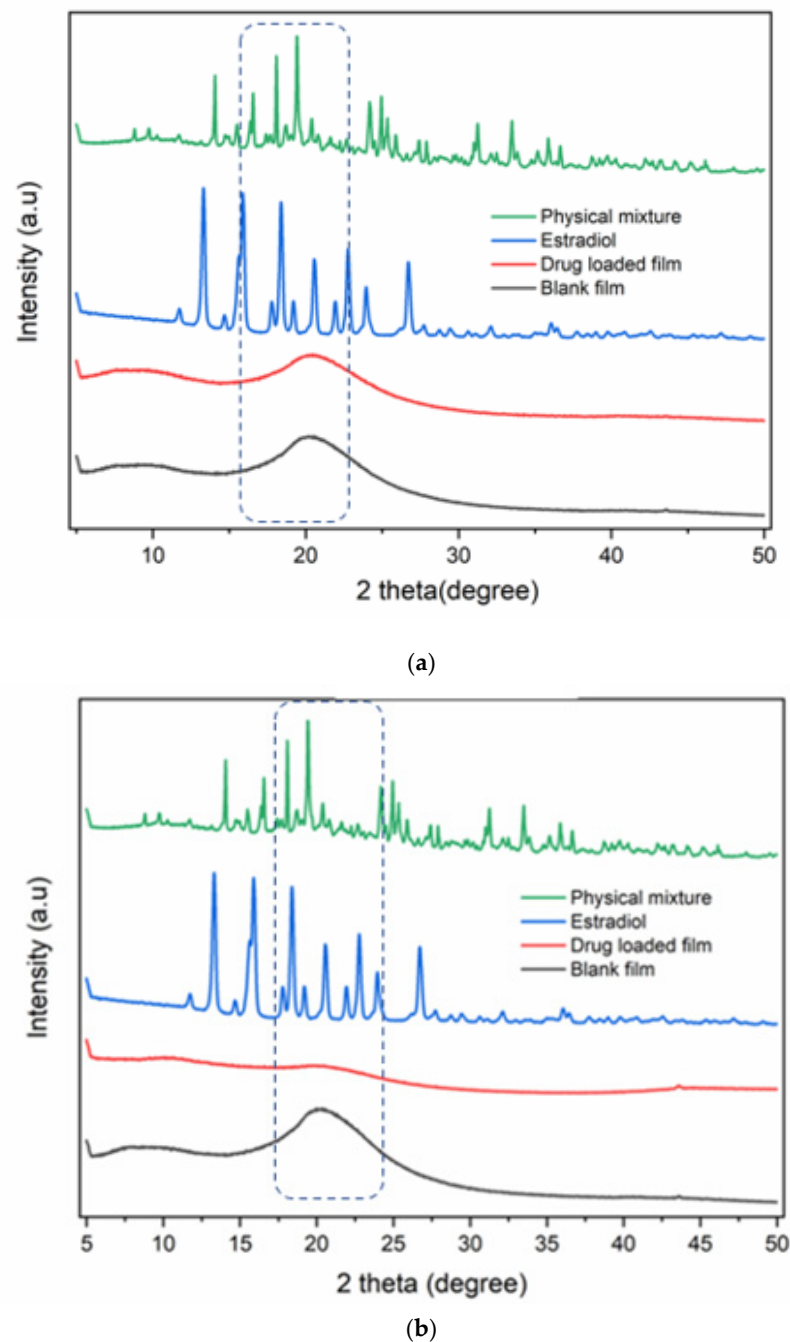 Intensity (a.u)
Physical mixture
Estradiol
Drug loaded film
Blank film
10 20 30 40 50
2 theta(degree)
(a)
Intensity (a.u)
Physical mixture
Estradiol
Drug loaded film
Blank film
5 10 15 20 25 30 35 40 45 50
2 theta (degree)
(b)